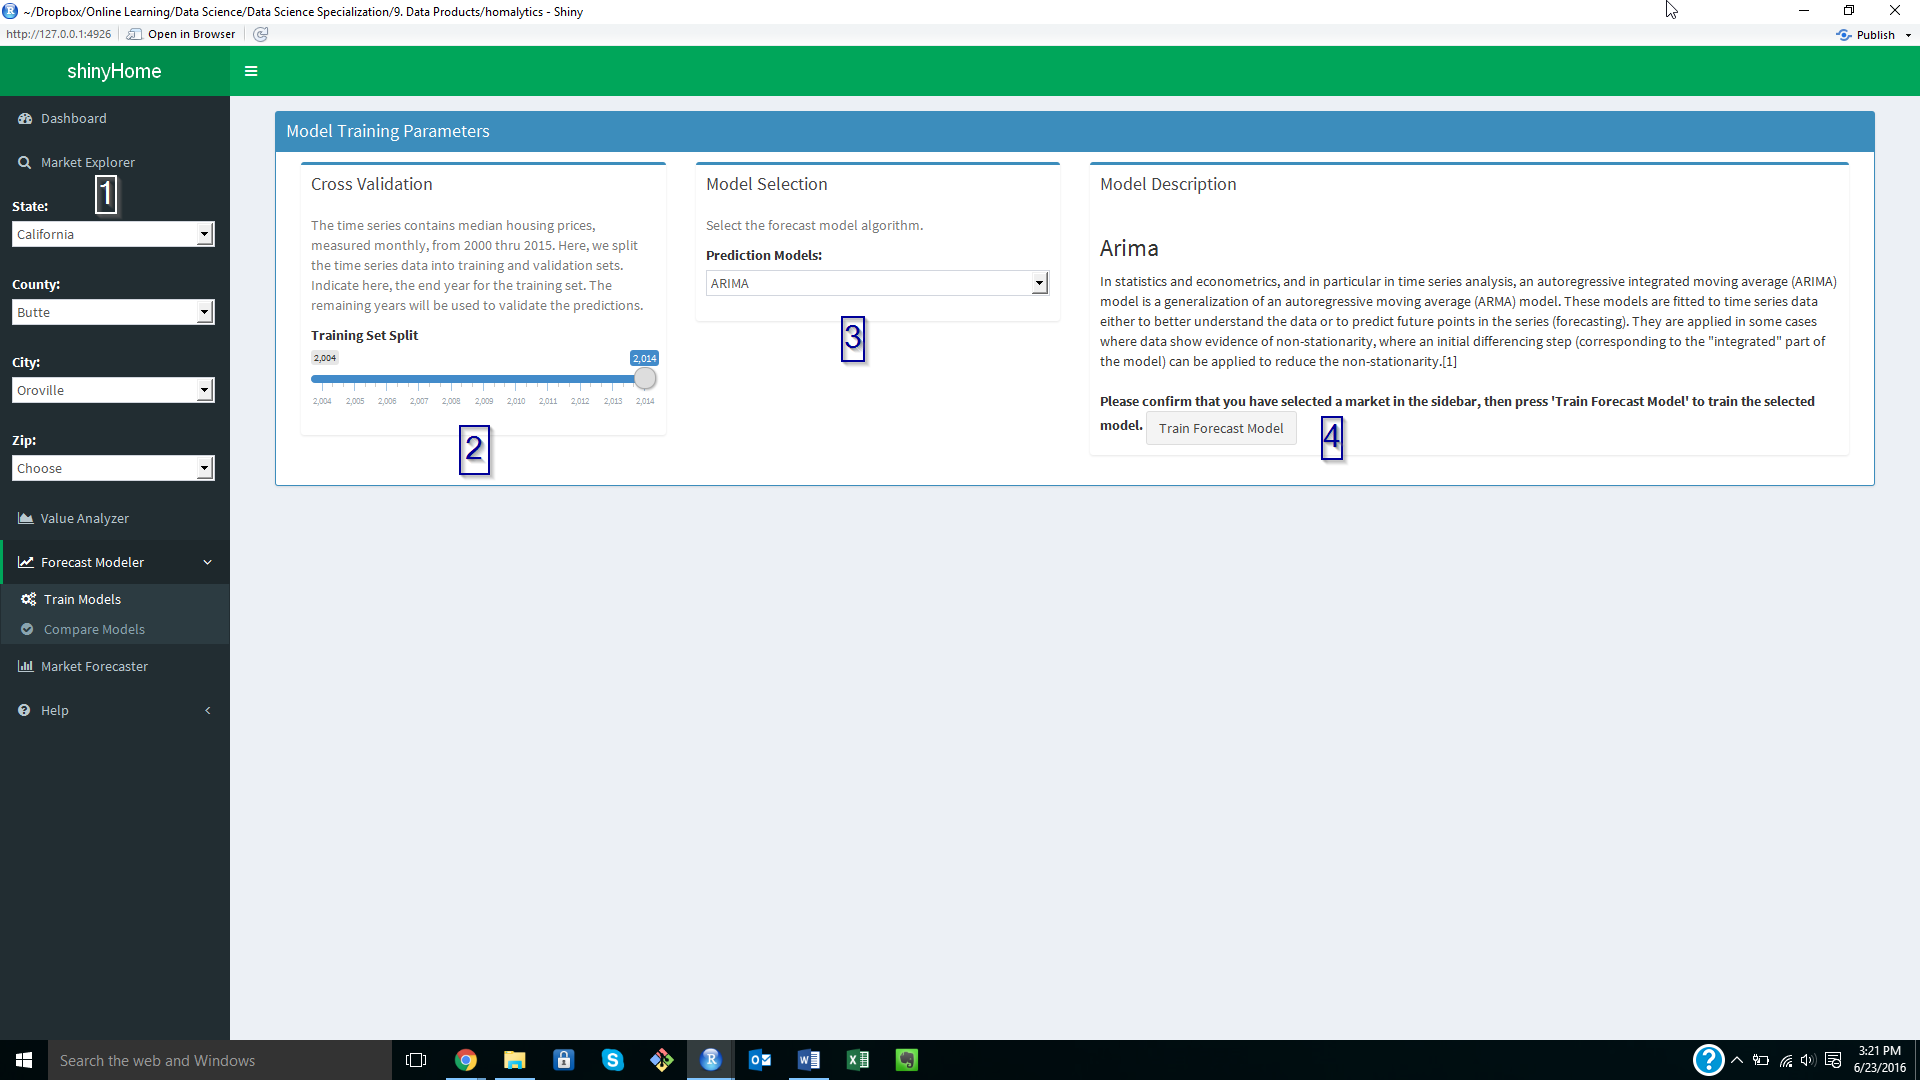 ~/Dropbox/Online Learning/Data Science/Data Science Specialization/9. Data Products/homalytics - Shiny
http://127.0.0.1:4926
Open in Browser
Publish
shinyHome
Dashboard
Market Explorer
1
State:
California
County:
Butte
City:
Oroville
Zip:
Choose
Value Analyzer
Forecast Modeler
Train Models
Compare Models
Market Forecaster
Help
Model Training Parameters
Cross Validation
The time series contains median housing prices,
measured monthly, from 2000 thru 2015. Here, we split
the time series data into training and validation sets.
Indicate here, the end year for the training set. The
remaining years will be used to validate the predictions.
Training Set Split
2,004 2,014
2,004 2,005 2,006 2,007 2,008 2,009 2,010 2,011 2,012 2,013 2,014
2
Model Selection
Select the forecast model algorithm.
Prediction Models:
ARIMA
3
Model Description
Arima
In statistics and econometrics, and in particular in time series analysis, an autoregressive integrated moving average (ARIMA)
model is a generalization of an autoregressive moving average (ARMA) model. These models are fitted to time series data
either to better understand the data or to predict future points in the series (forecasting). They are applied in some cases
where data show evidence of non-stationarity, where an initial differencing step (corresponding to the "integrated" part of
the model) can be applied to reduce the non-stationarity.[1]
Please confirm that you have selected a market in the sidebar, then press 'Train Forecast Model' to train the selected
model. Train Forecast Model
4
Search the web and Windows
3:21 PM
6/23/2016